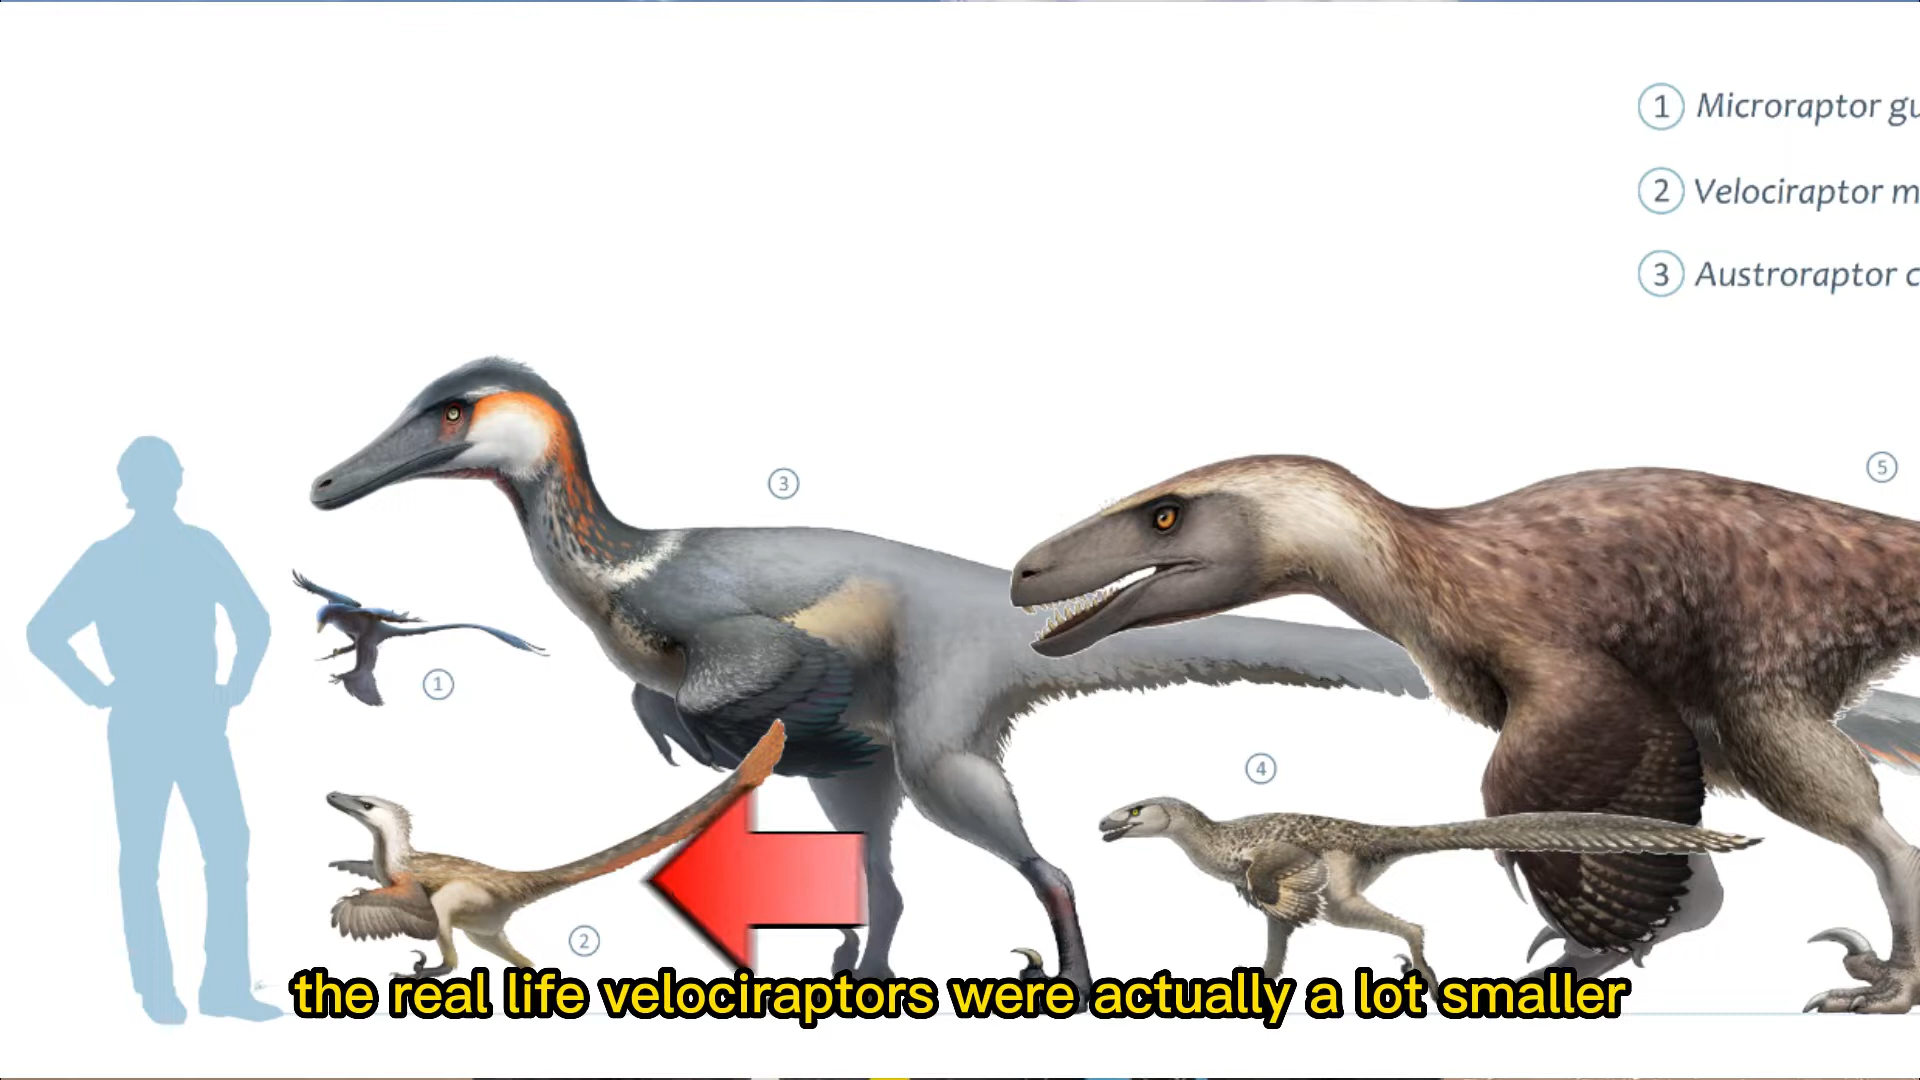 1 Microraptor gu
2 Velociraptor m
3 Austroraptor c
3
5
1
4
2
the real life velociraptors were actually a lot smaller